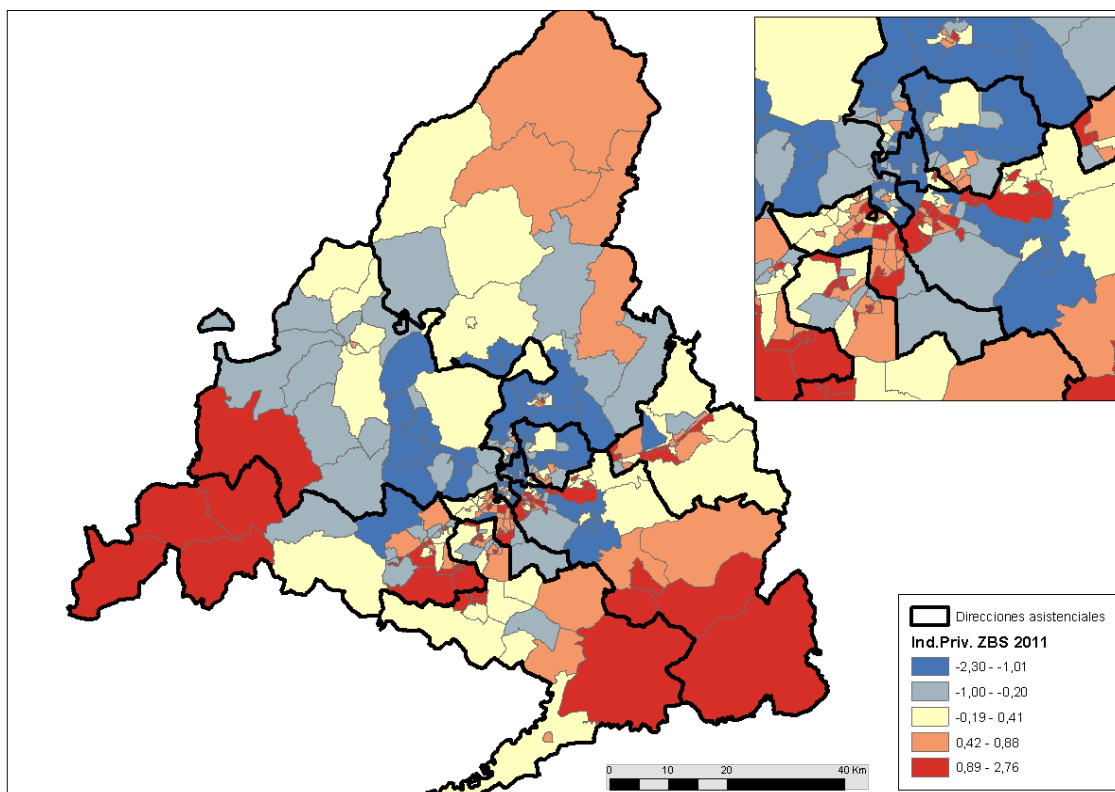 Direcciones asistenciales
Ind.Priv. ZBS 2011
-2,30 - -1,01
-1,00 - -0,20
-0,19 - 0,41
0,42 - 0,88
0,89 - 2,76
0 10 20 40 Km